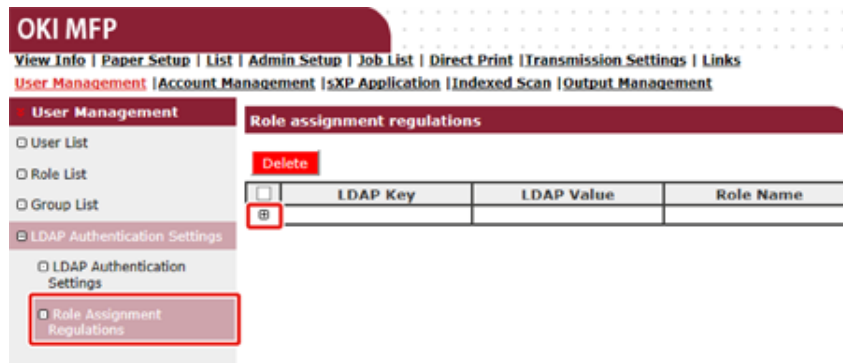 OKI MFP
View Info | Paper Setup | List | Admin Setup | Job List | Direct Print |Transmission Settings | Links
User Management |Account Management |sXP Application |Indexed Scan |Output Management
User Management
Role assignment regulations
User List
Delete
Role List
LDAP Key LDAP Value Role Name
Group List
LDAP Authentication Settings
LDAP Authentication
Settings
Role Assignment
Regulations